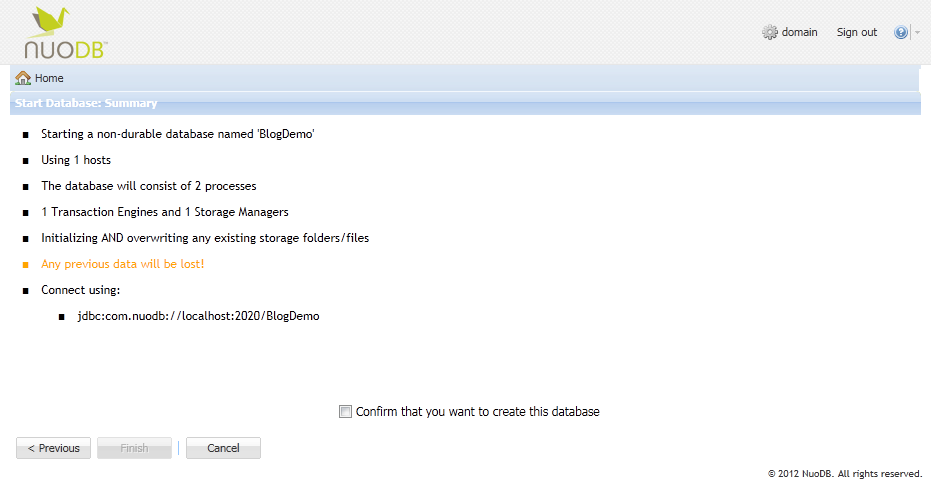 NUODB™
domain
Sign out
Home
Start Database: Summary
Starting a non-durable database named 'BlogDemo'
Using 1 hosts
The database will consist of 2 processes
1 Transaction Engines and 1 Storage Managers
Initializing AND overwriting any existing storage folders/files
Any previous data will be lost!
Connect using:
jdbc:com.nuodb://localhost:2020/BlogDemo
Confirm that you want to create this database
< Previous
Finish
Cancel
© 2012 NuoDB. All rights reserved.